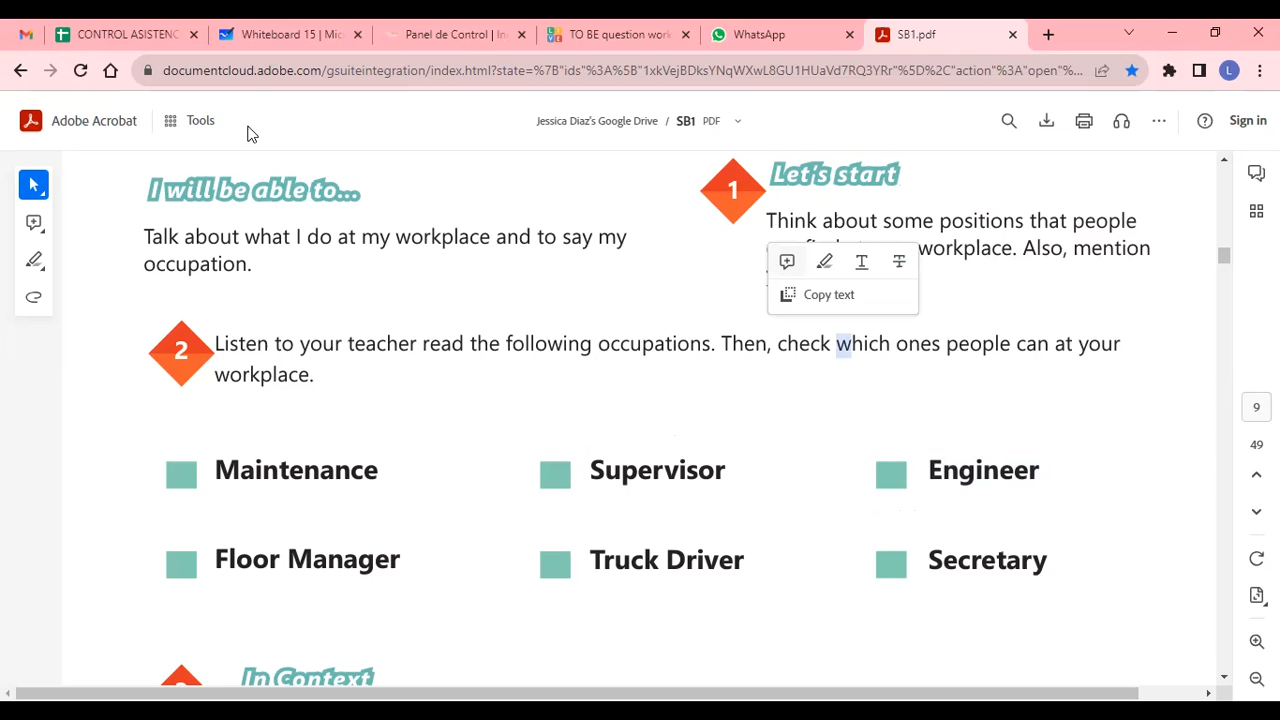 CONTROL ASISTENC
Whiteboard 15 | Mic
Panel de Control | In
TO BE question work
WhatsApp
SB1.pdf
documentcloud.adobe.com/gsuiteintegration/index.html?state=%7B"ids"%3A%5B"1xkVejBDksYNqWXwL8GU1HUaVd7RQ3YRr"%5D%2C"action"%3A"open"%...
L
Adobe Acrobat
Tools
Jessica Diaz's Google Drive / SB1 PDF
Sign in
I will be able to...
Talk about what I do at my workplace and to say my
occupation.
1
Let's start
Think about some positions that people
workplace. Also, mention
Copy text
2
Listen to your teacher read the following occupations. Then, check which ones people can at your
workplace.
Maintenance
Supervisor
Engineer
Floor Manager
Truck Driver
Secretary
In Context
9
49